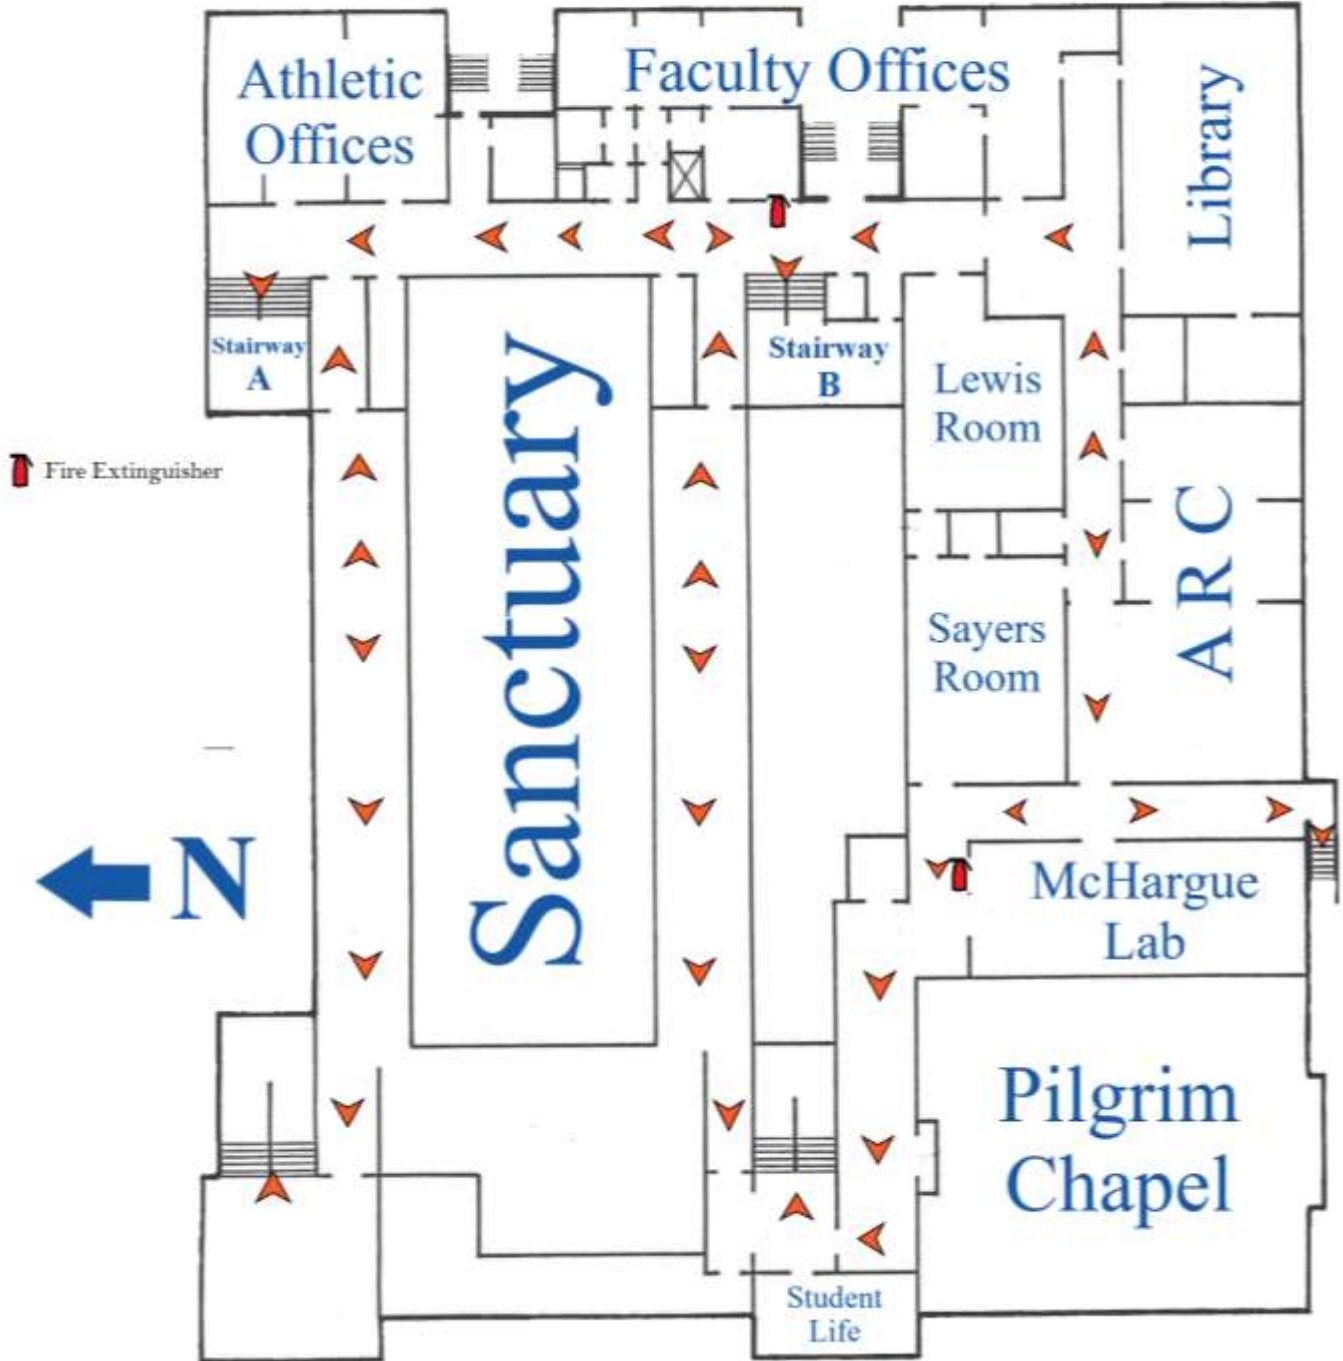 Athletic
Offices
Faculty Offices
Library
Stairway
A
Sanctuary
Stairway
B
Lewis
Room
Fire Extinguisher
A R C
Sayers
Room
N
McHargue
Lab
Pilgrim
Chapel
Student
Life